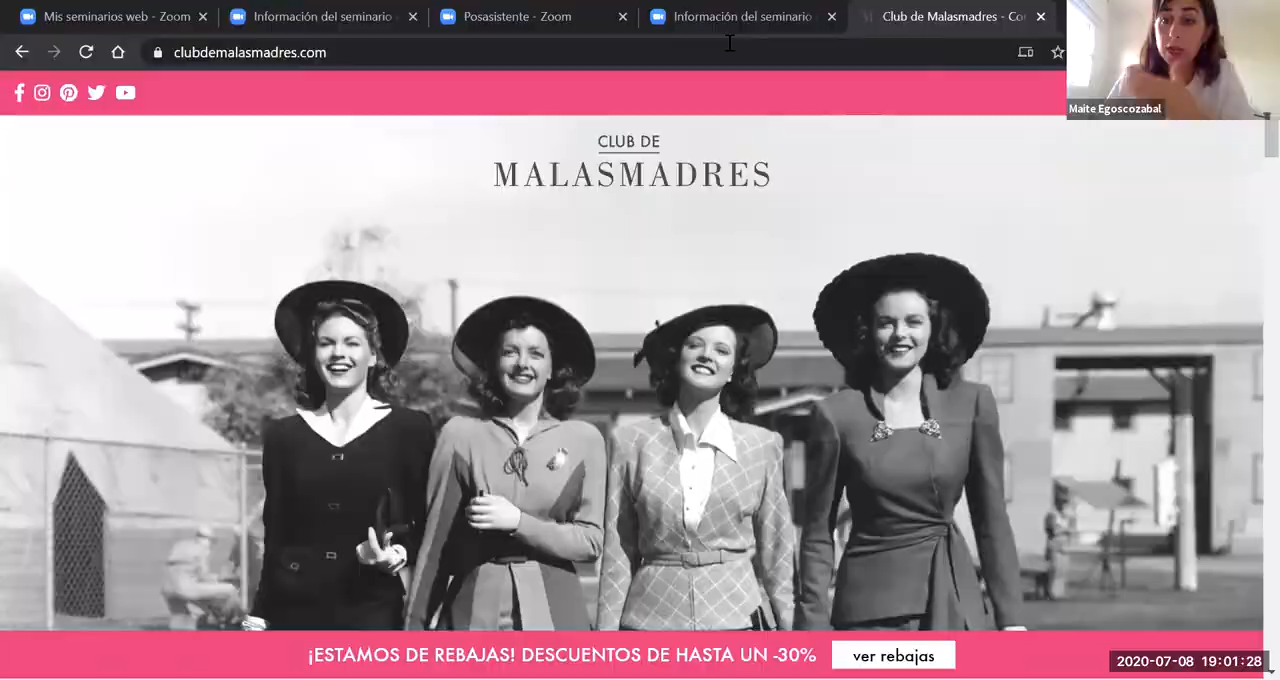 Mis seminarios web - Zoom
Información del seminario
Posasistente - Zoom
Información del seminario
Club de Malasmadres - Co
clubdemalasmadres.com
Maite Egoscozabal
CLUB DE
MALASMADRES
¡ESTAMOS DE REBAJAS! DESCUENTOS DE HASTA UN -30%
ver rebajas
2020-07-08 19:01:28